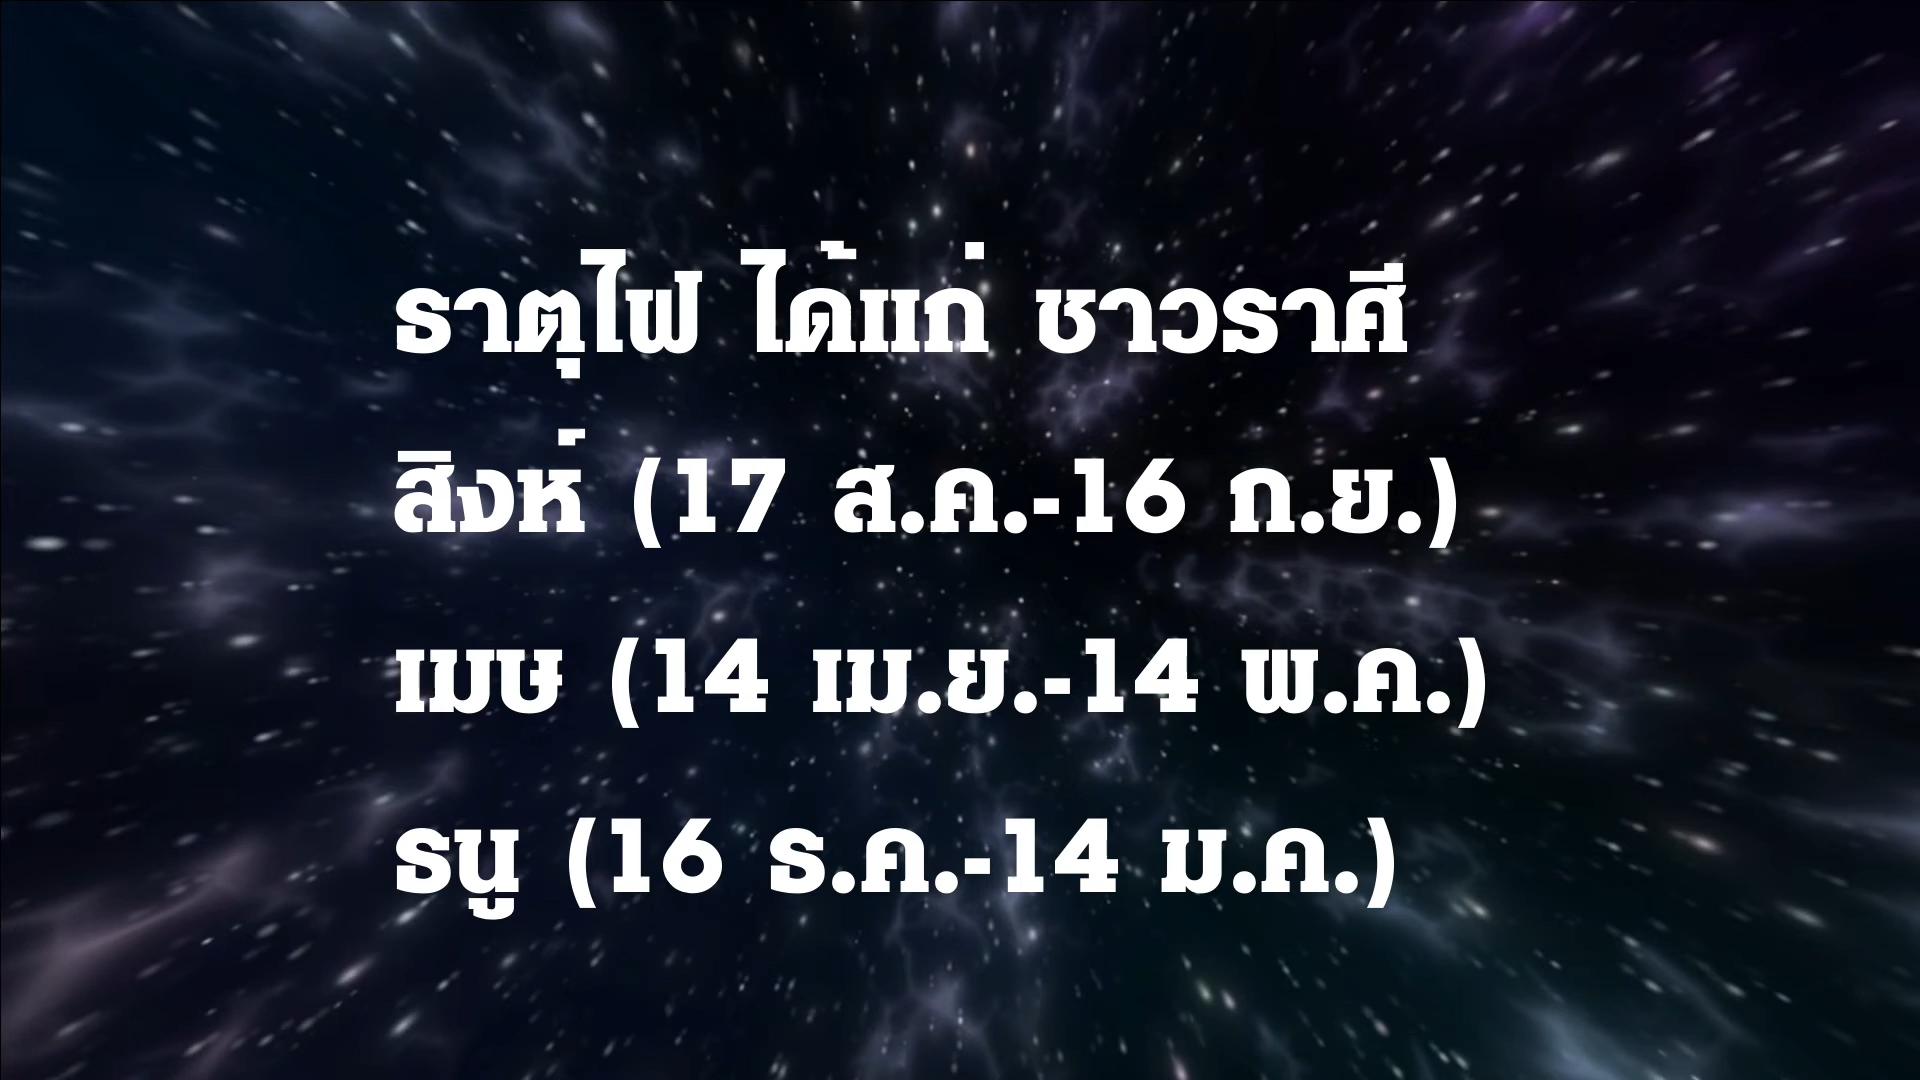 ธาตุไฟ ได้แก่ ชาวราศี
สิงห์ (17 ส.ค.-16 ก.ย.)
เมษ (14 เม.ย.-14 พ.ค.)
ธนู (16 ธ.ค.-14 ม.ค.)